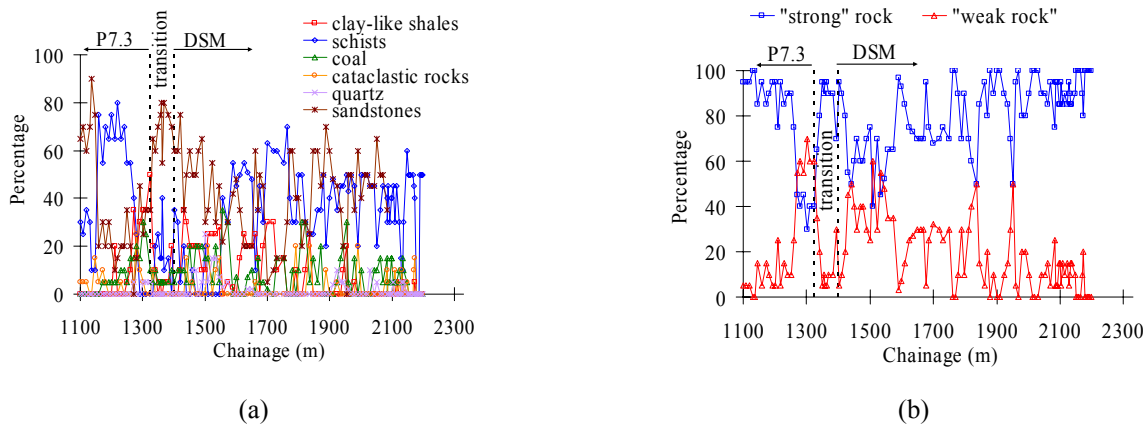 clay-like shales
schists
coal
cataclastic rocks
quartz
sandstones
P7.3
transition
DSM
100
80
60
40
20
0
Percentage
1100 1300 1500 1700 1900 2100 2300
Chainage (m)
(a)
"strong" rock "weak rock"
P7.3
transition
DSM
100
80
60
40
20
0
Percentage
1100 1300 1500 1700 1900 2100 2300
Chainage (m)
(b)